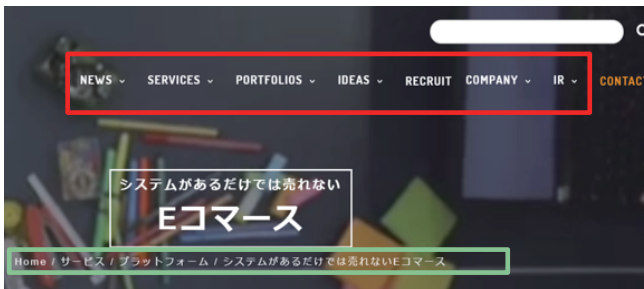 NEWS SERVICES PORTFOLIOS IDEAS RECRUIT COMPANY IR CONTACT
システムがあるだけでは売れない
Eコマース
Home / サービス / プラットフォーム / システムがあるだけでは売れないEコマース